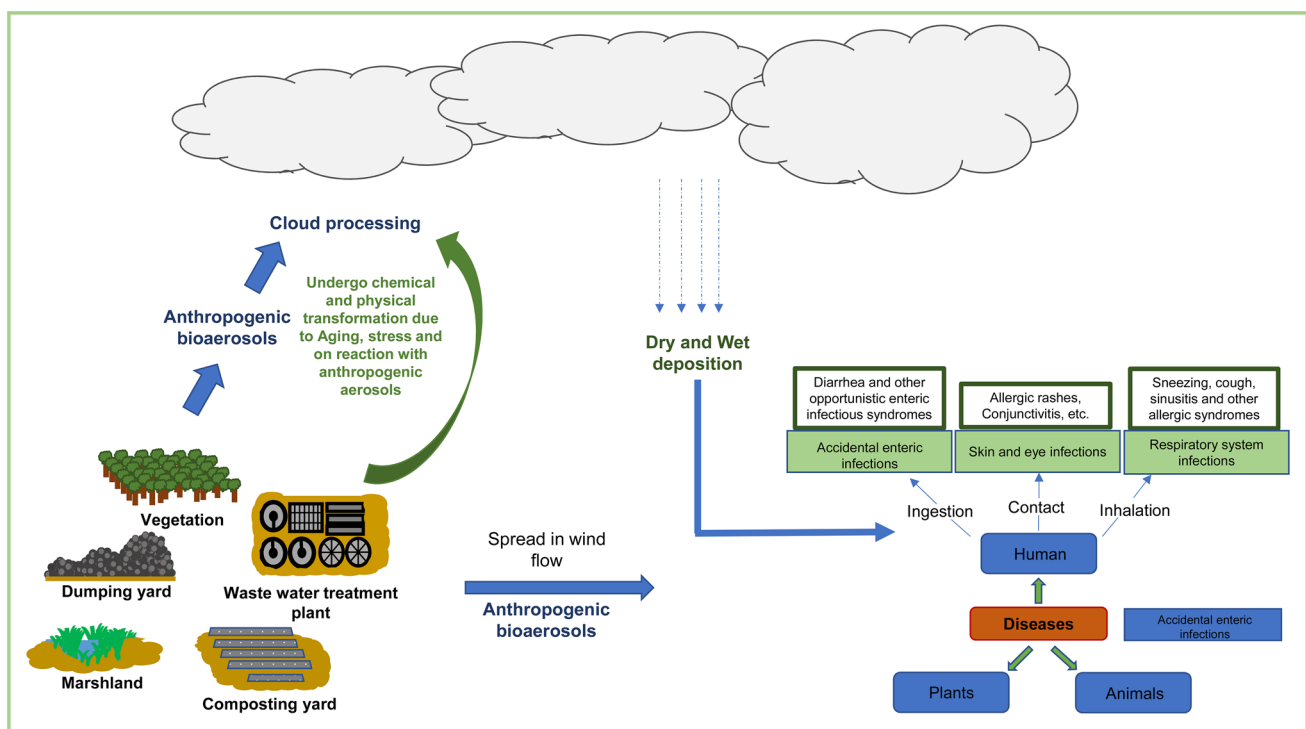 Cloud processing
Undergo chemical
and physical
transformation due
to Aging, stress and
on reaction with
anthropogenic
aerosols
Anthropogenic
bioaerosols
Vegetation
Dumping yard
Waste water treatment
plant
Marshland
Composting yard
Spread in wind
flow
Anthropogenic
bioaerosols
Dry and Wet
deposition
Diarrhea and other
opportunistic enteric
infectious syndromes
Allergic rashes,
Conjunctivitis, etc.
Sneezing, cough,
sinusitis and other
allergic syndromes
Accidental enteric
infections
Skin and eye infections
Respiratory system
infections
Ingestion
Contact
Inhalation
Human
Diseases
Accidental enteric
infections
Plants
Animals